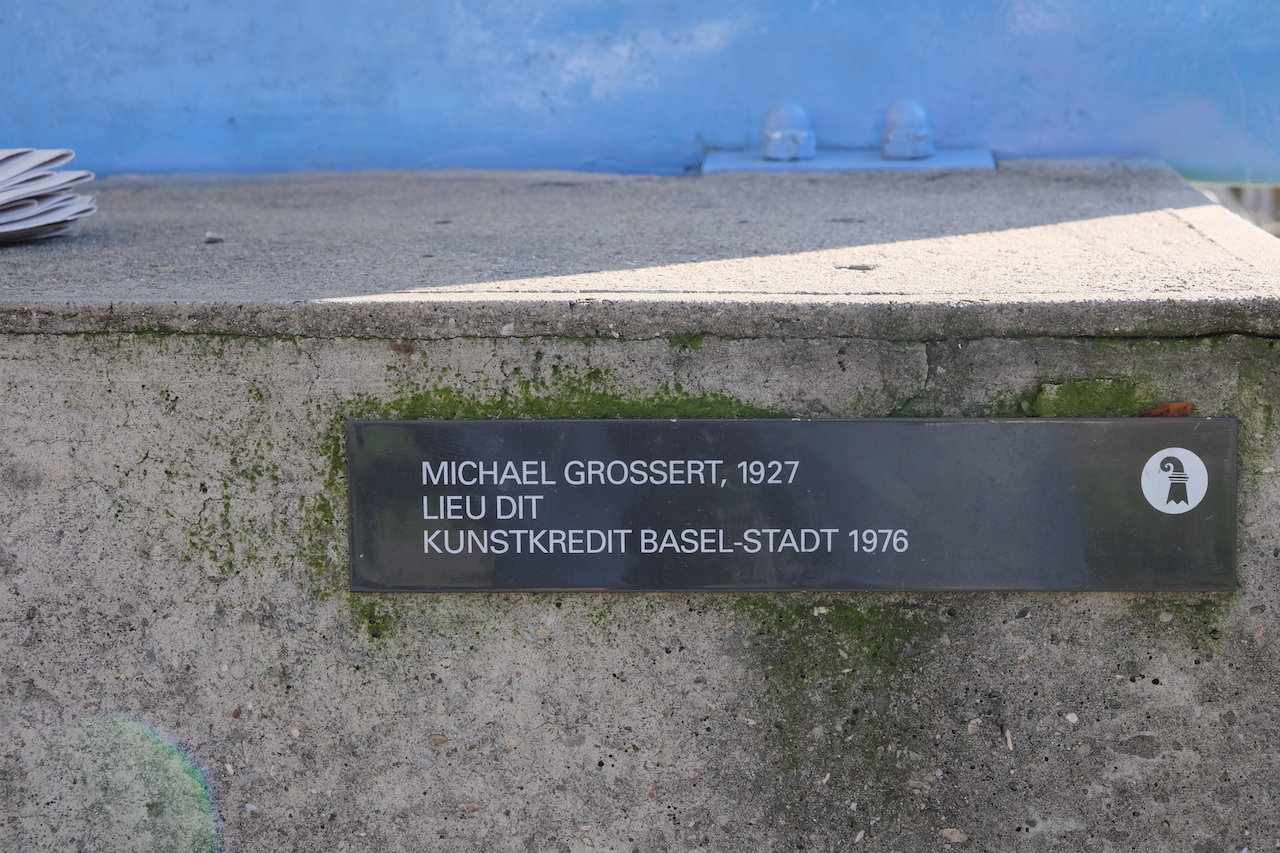 MICHAEL GROSSERT, 1927
LIEU DIT
KUNSTKREDIT BASEL-STADT 1976